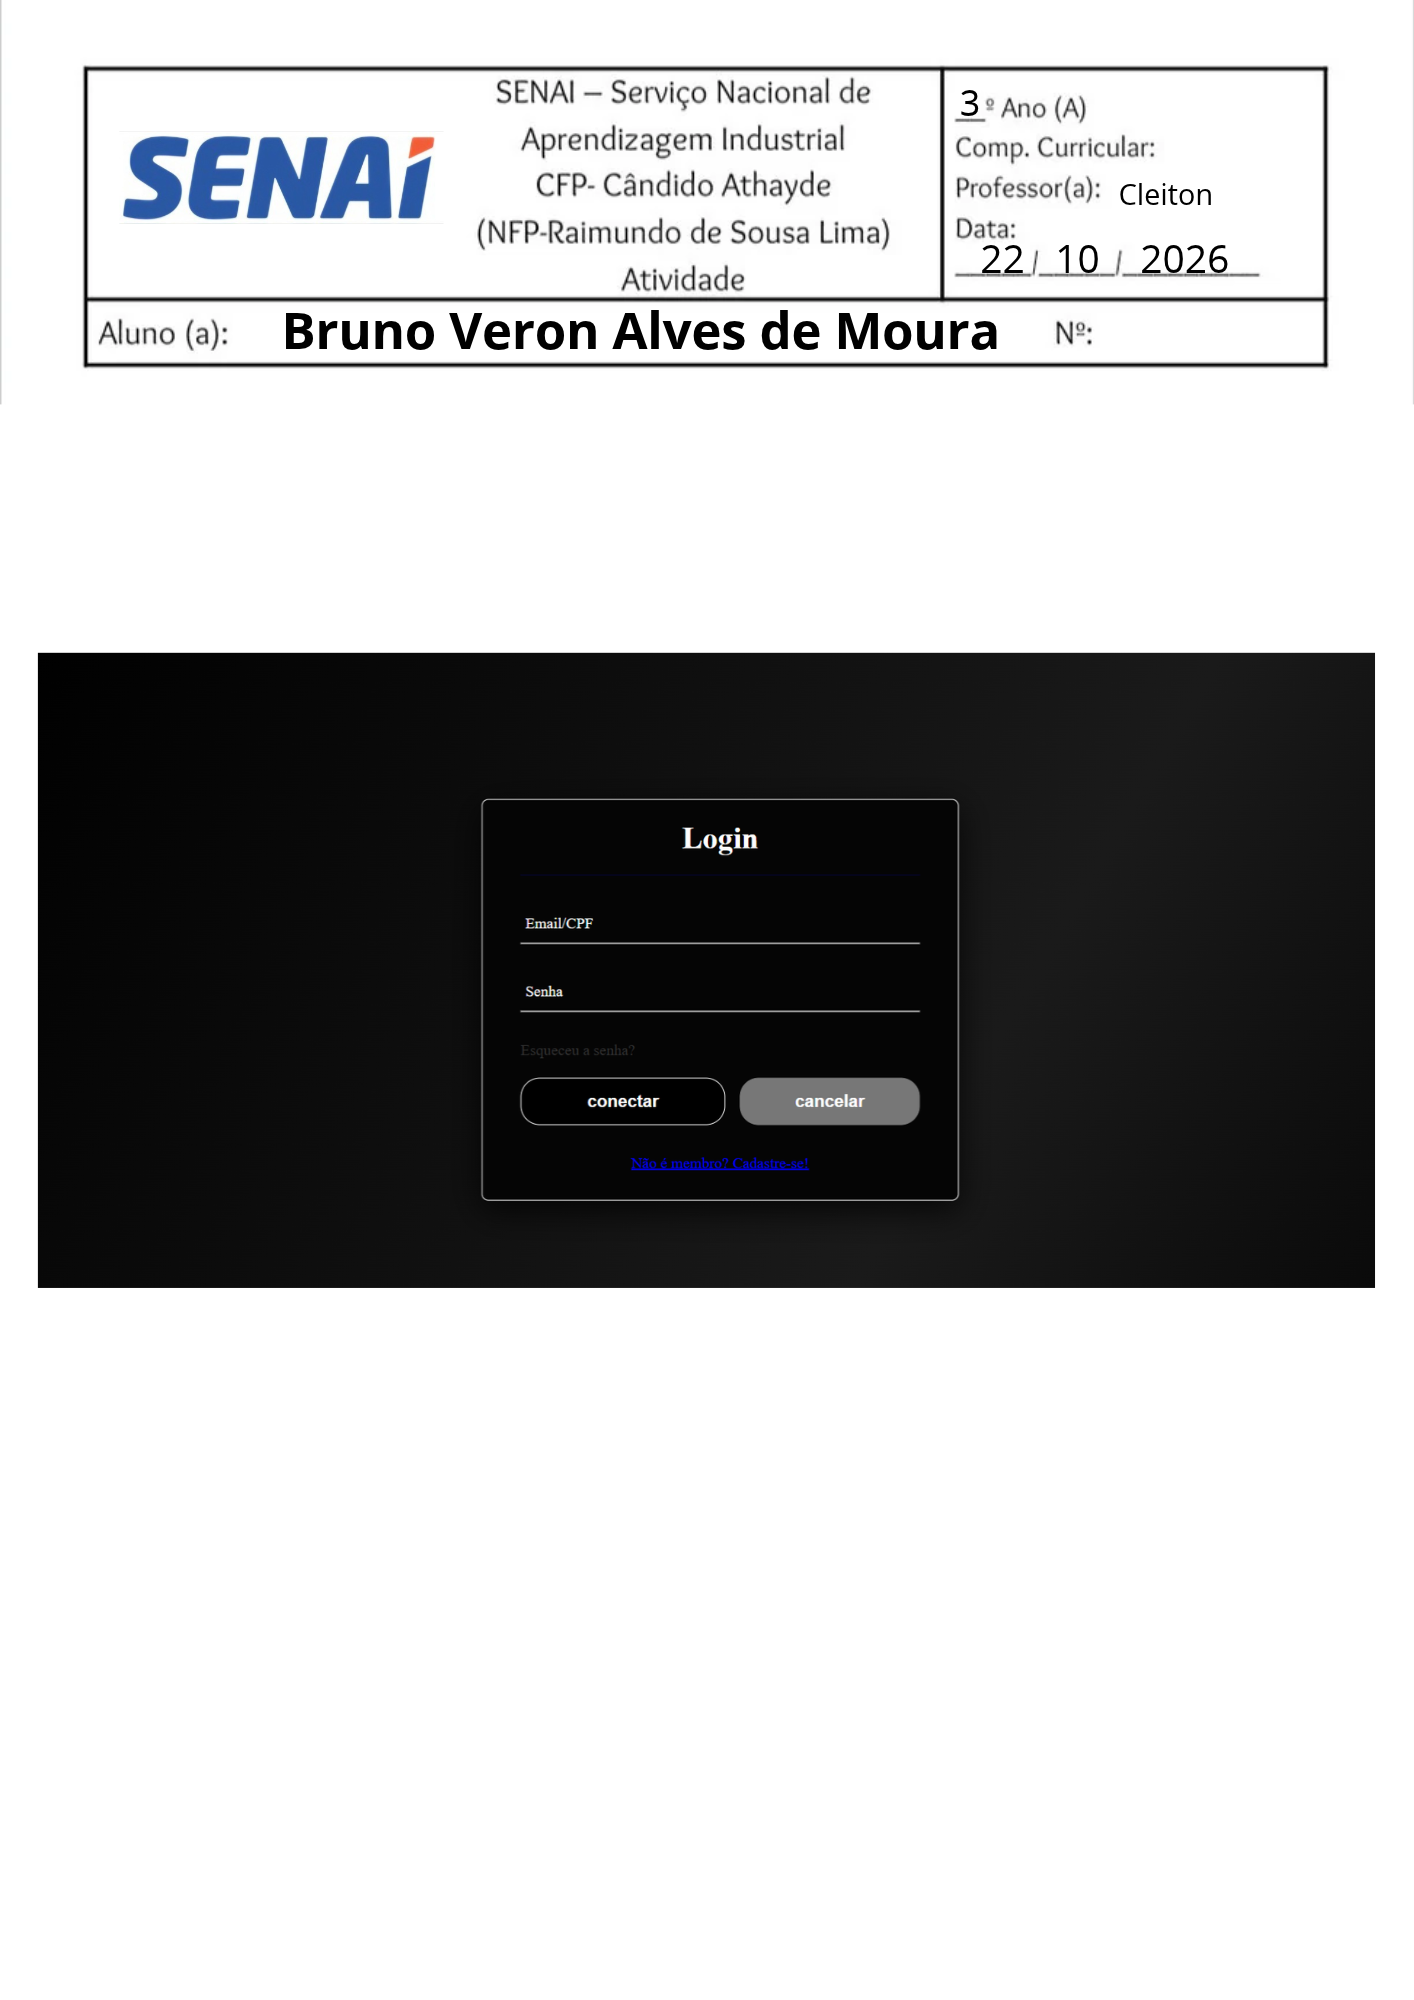 SENAI
SENAI – Serviço Nacional de
Aprendizagem Industrial
CFP- Cândido Athayde
(NFP-Raimundo de Sousa Lima)
Atividade
3º Ano (A)
Comp. Curricular:
Professor(a): Cleiton
Data:
22/10/2026
Aluno (a): Bruno Veron Alves de Moura Nº:
Login
Email/CPF
Senha
Esqueceu a senha?
conectar cancelar
Não é membro? Cadastre-se!